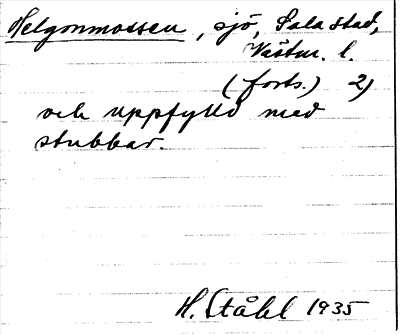 Helgonmossen, sjö, Sala stad,
Västm. l.
(forts.) 2)
och uppfylld med
stubbar.
H. Ståhl 1935